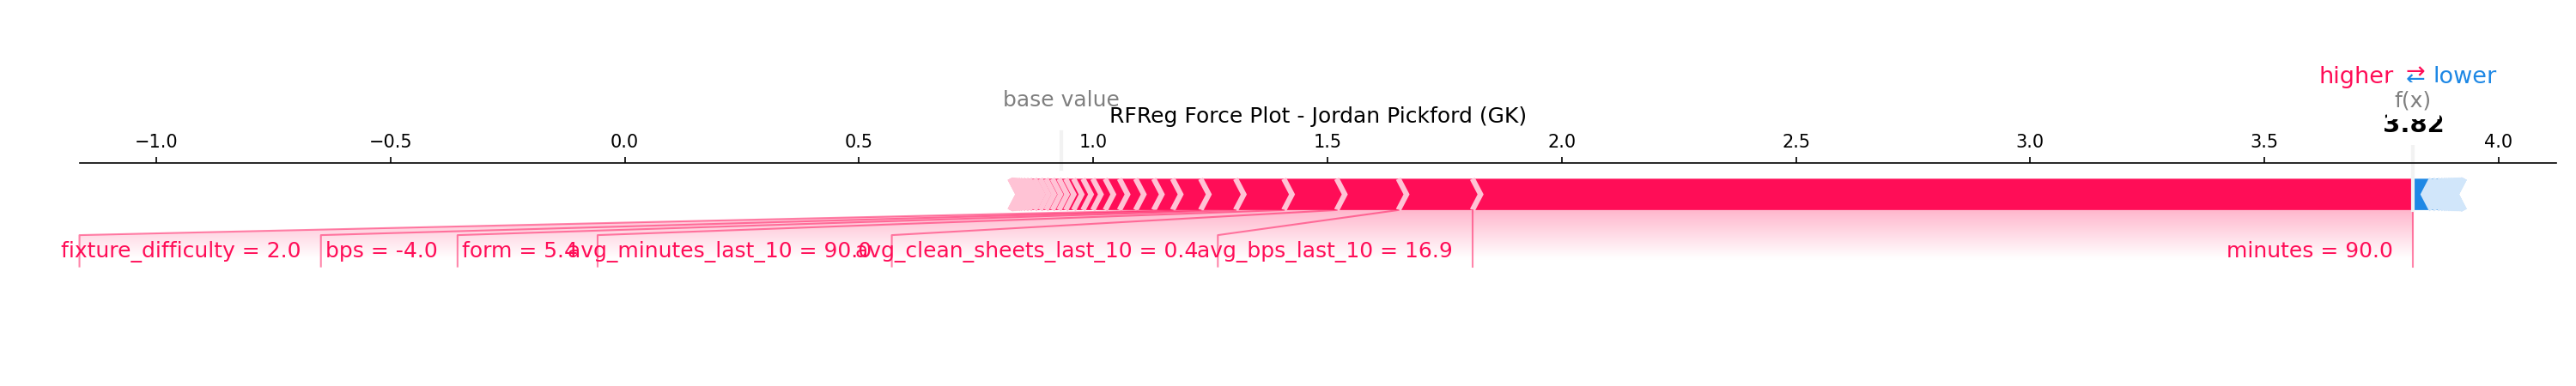 higher ⇄ lower
base value
f(x)
RFReg Force Plot - Jordan Pickford (GK)
3.82
−1.0 −0.5 0.0 0.5 1.0 1.5 2.0 2.5 3.0 3.5 4.0
fixture_difficulty = 2.0 bps = -4.0 form = 5.4 avg_minutes_last_10 = 90.0 avg_clean_sheets_last_10 = 0.4 avg_bps_last_10 = 16.9 minutes = 90.0